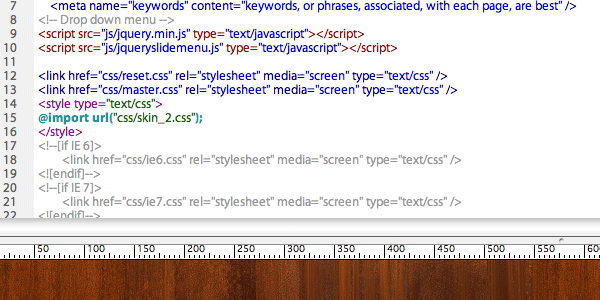 7 <meta name="keywords" content="keywords, or phrases, associated, with each page, are best" />
8 <!-- Drop down menu -->
9 <script src="js/jquery.min.js" type="text/javascript"></script>
10 <script src="js/jqueryslidemenu.js" type="text/javascript"></script>
11
12 <link href="css/reset.css" rel="stylesheet" media="screen" type="text/css" />
13 <link href="css/master.css" rel="stylesheet" media="screen" type="text/css" />
14 <style type="text/css">
15 @import url("css/skin_2.css");
16 </style>
17 <!--[if IE 6]>
18 <link href="css/ie6.css" rel="stylesheet" media="screen" type="text/css" />
19 <![endif]-->
20 <!--[if IE 7]>
21 <link href="css/ie7.css" rel="stylesheet" media="screen" type="text/css" />
22 <![endif]-->
50 100 150 200 250 300 350 400 450 500 550 600